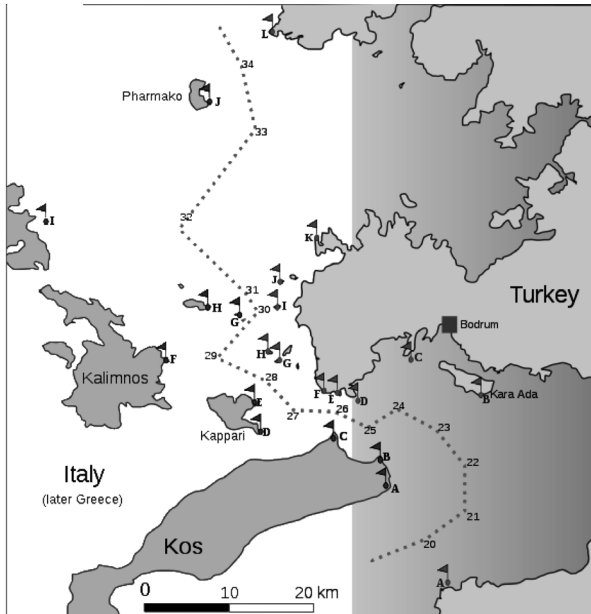 L
34
Pharmako
J
33
I
32
K
J
31
H
G
30
I
Turkey
Bodrum
29
H
G
F
C
Kalimnos
28
F
E
D
B
Kara Ada
E
27
26
24
Kappari
D
C
25
23
B
22
Italy
(later Greece)
A
21
20
Kos
A
0
10
20 km